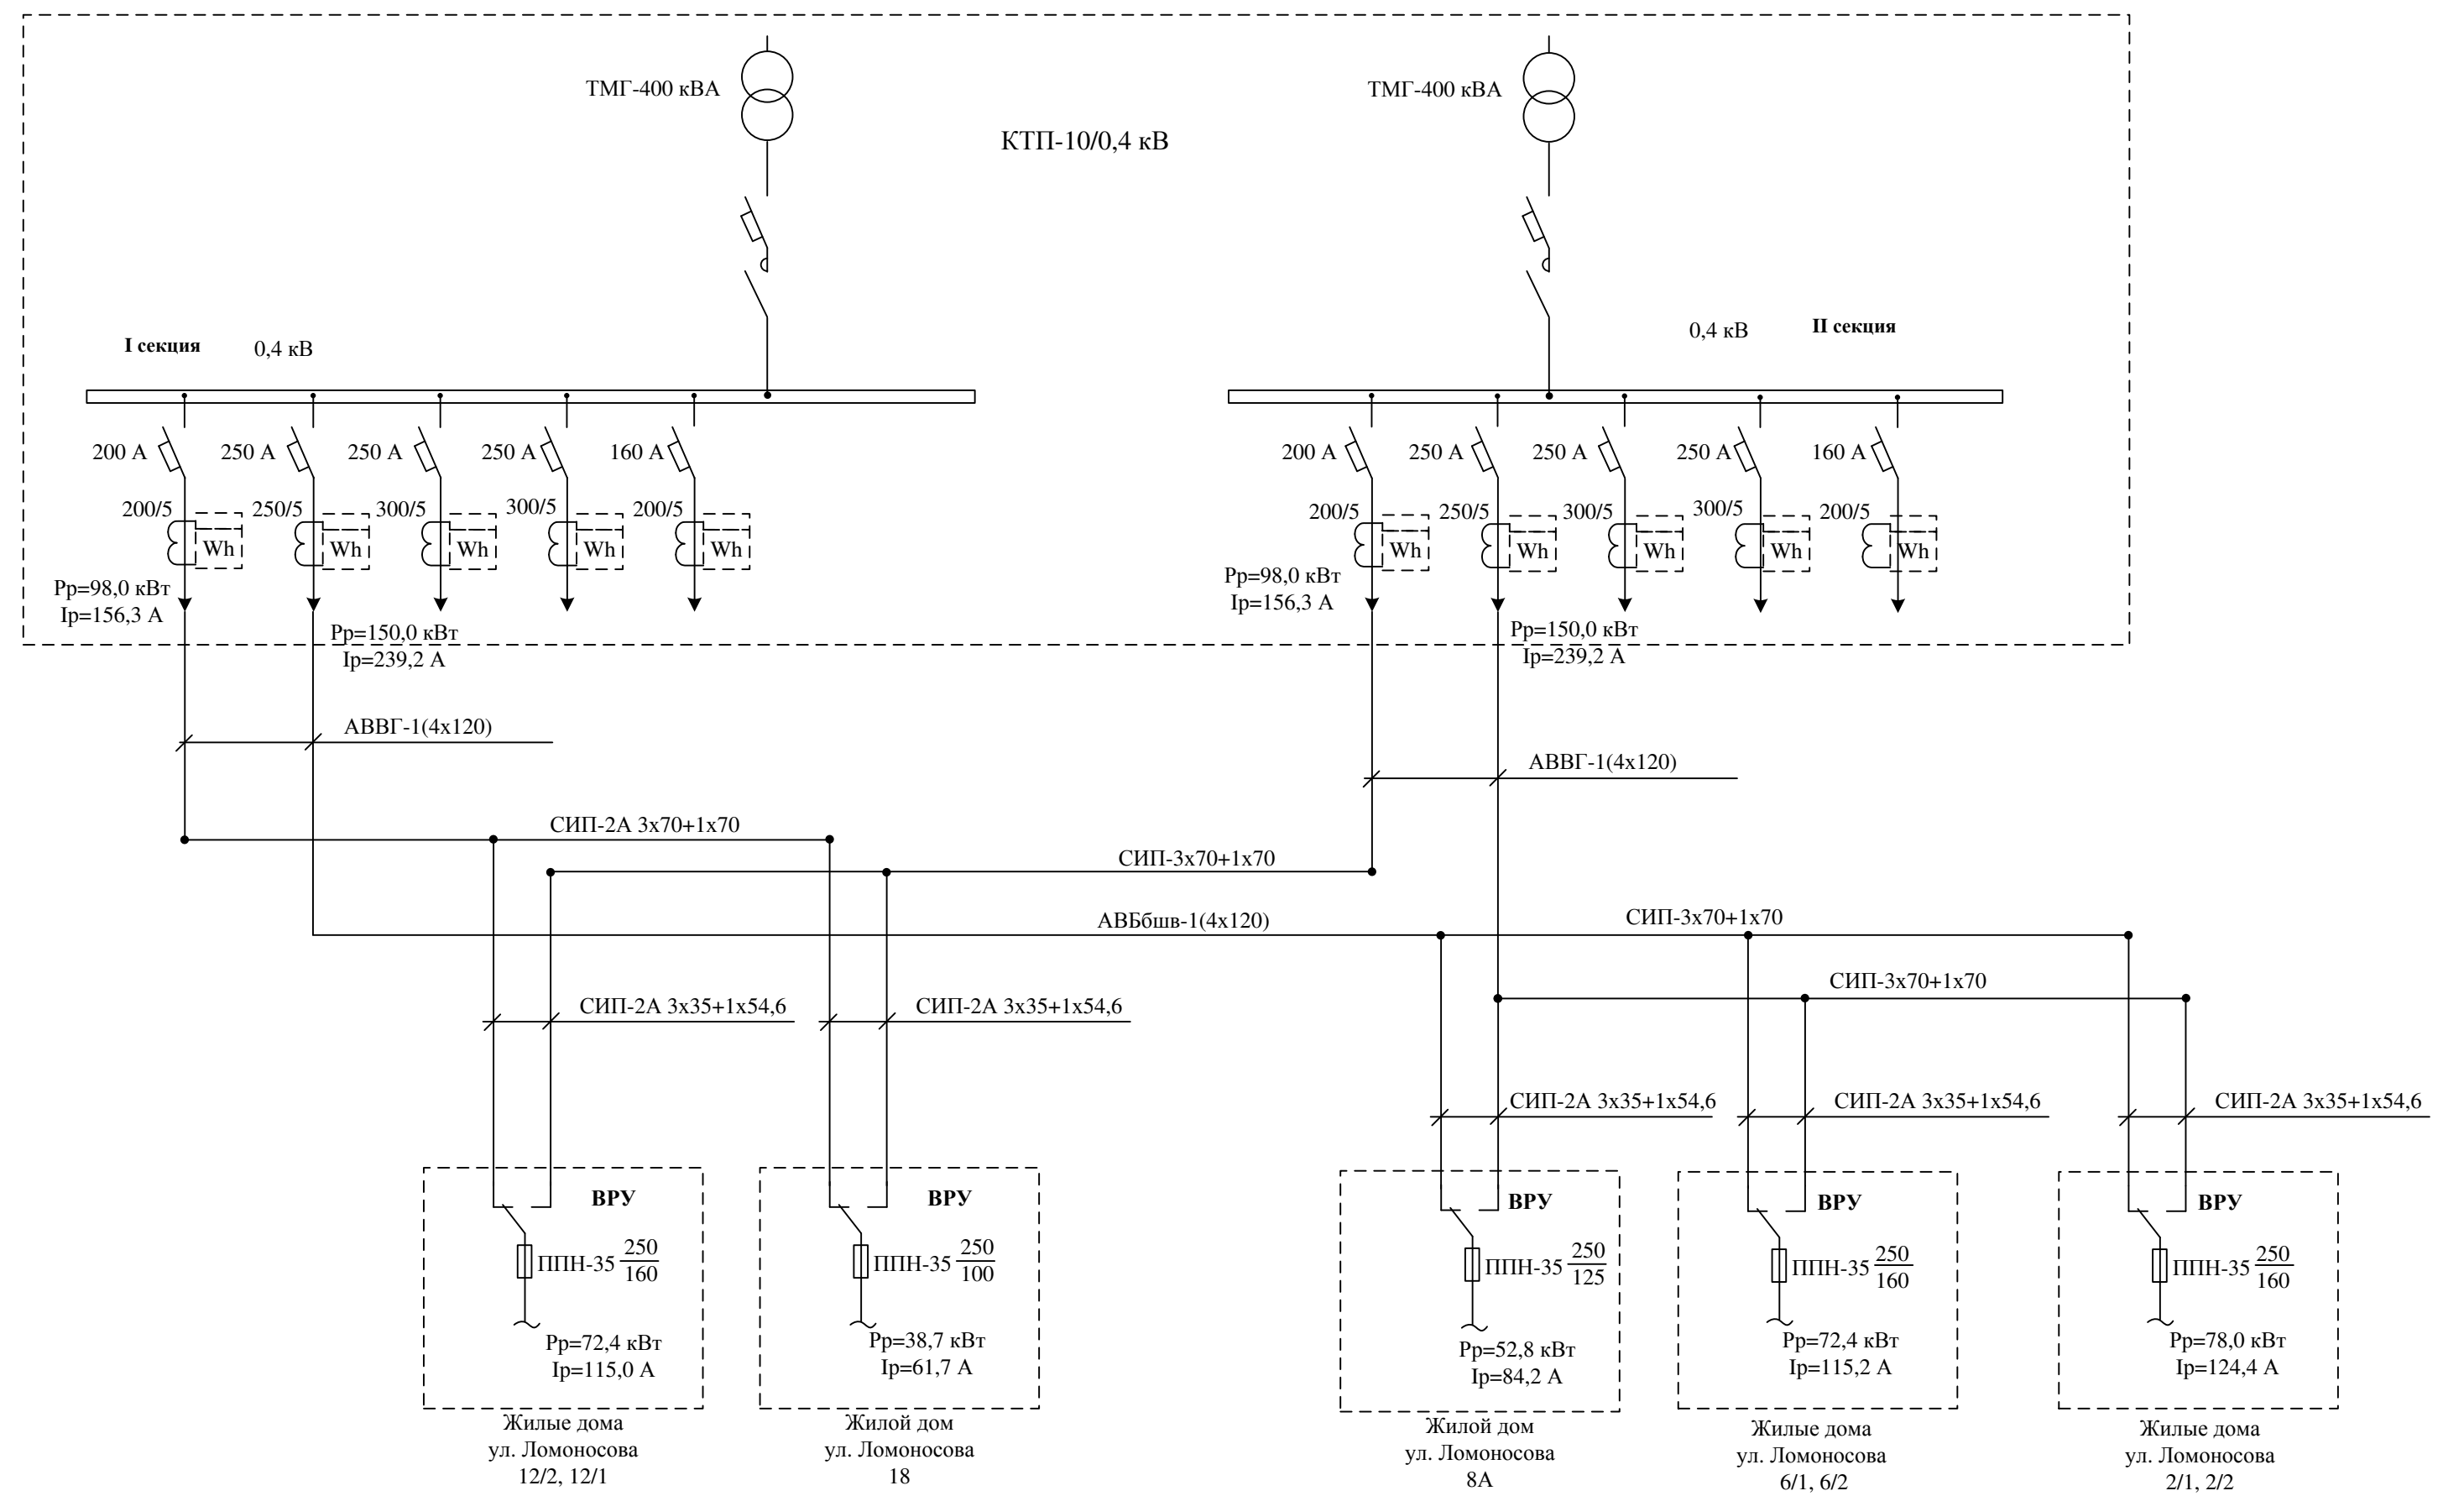 ТМГ-400 кВА
ТМГ-400 кВА
КТП-10/0,4 кВ
I секция
0,4 кВ
0,4 кВ
II секция
200 А
250 А
250 А
250 А
160 А
200 А
250 А
250 А
250 А
160 А
200/5
250/5
300/5
300/5
200/5
200/5
250/5
300/5
300/5
200/5
Wh
Wh
Wh
Wh
Wh
Wh
Wh
Wh
Wh
Wh
Рр=98,0 кВт
Iр=156,3 А
Рр=150,0 кВт
Iр=239,2 А
Рр=98,0 кВт
Iр=156,3 А
Рр=150,0 кВт
Iр=239,2 А
АВВГ-1(4х120)
АВВГ-1(4х120)
СИП-2А 3х70+1х70
СИП-3х70+1х70
АВБбшв-1(4х120)
СИП-3х70+1х70
СИП-3х70+1х70
СИП-2А 3х35+1х54,6
СИП-2А 3х35+1х54,6
СИП-2А 3х35+1х54,6
СИП-2А 3х35+1х54,6
СИП-2А 3х35+1х54,6
ВРУ
ППН-35 250/160
Рр=72,4 кВт
Iр=115,0 А
Жилые дома
ул. Ломоносова
12/2, 12/1
ВРУ
ППН-35 250/100
Рр=38,7 кВт
Iр=61,7 А
Жилой дом
ул. Ломоносова
18
ВРУ
ППН-35 250/125
Рр=52,8 кВт
Iр=84,2 А
Жилой дом
ул. Ломоносова
8А
ВРУ
ППН-35 250/160
Рр=72,4 кВт
Iр=115,2 А
Жилые дома
ул. Ломоносова
6/1, 6/2
ВРУ
ППН-35 250/160
Рр=78,0 кВт
Iр=124,4 А
Жилые дома
ул. Ломоносова
2/1, 2/2